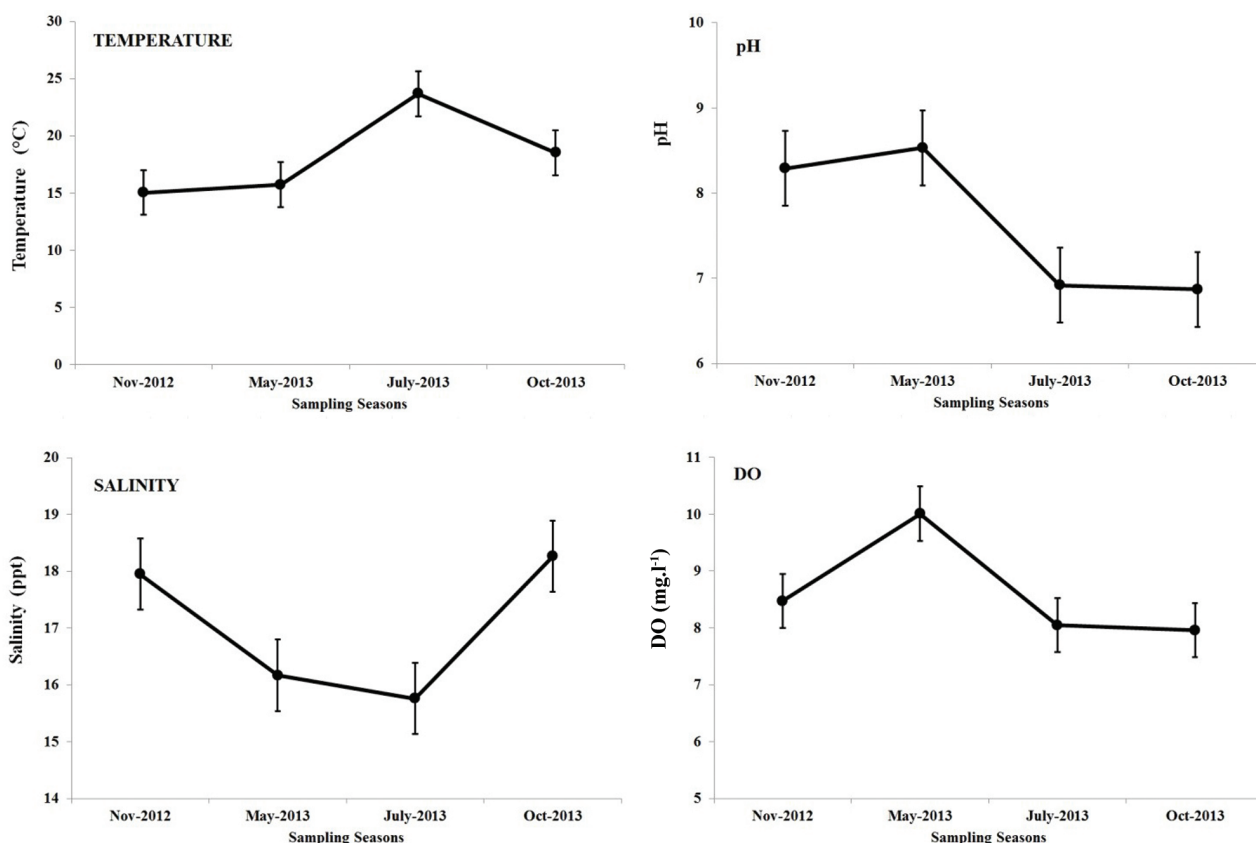 TEMPERATURE
Temperature (°C)
30
25
20
15
10
5
0
Nov-2012 May-2013 July-2013 Oct-2013
Sampling Seasons
pH
pH
10
9
8
7
6
Nov-2012 May-2013 July-2013 Oct-2013
Sampling Seasons
SALINITY
Salinity (ppt)
20
19
18
17
16
15
14
Nov-2012 May-2013 July-2013 Oct-2013
Sampling Seasons
DO
DO (mg.l⁻¹)
11
10
9
8
7
6
5
Nov-2012 May-2013 July-2013 Oct-2013
Sampling Seasons